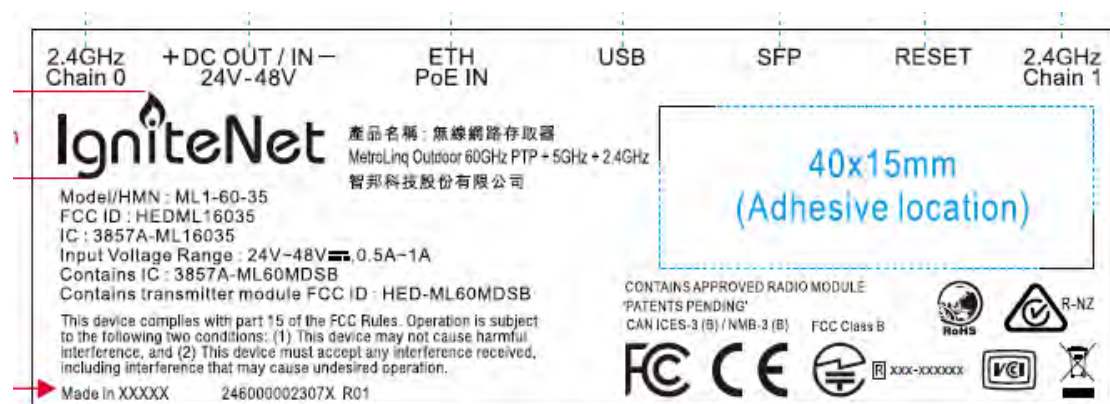 2.4GHz Chain 0
+DC OUT / IN−
24V-48V
ETH
PoE IN
USB
SFP
RESET
2.4GHz
Chain 1
IgniteNet
產品名稱 : 無線網路存取器
MetroLinq Outdoor 60GHz PTP + 5GHz + 2.4GHz
智邦科技股份有限公司
40x15mm
(Adhesive location)
Model/HMN : ML1-60-35
FCC ID : HEDML16035
IC : 3857A-ML16035
Input Voltage Range : 24V~48V⎓,0.5A~1A
Contains IC : 3857A-ML60MDSB
Contains transmitter module FCC ID : HED-ML60MDSB
This device complies with part 15 of the FCC Rules. Operation is subject
to the following two conditions: (1) This device may not cause harmful
interference, and (2) This device must accept any interference received,
including interference that may cause undesired operation.
Made in XXXXX 246000002307X R01
CONTAINS APPROVED RADIO MODULE
'PATENTS PENDING'
CAN ICES-3 (B) / NMB-3 (B) FCC Class B
RoHS
R-NZ
FC CE R xxx-xxxxxx VCI